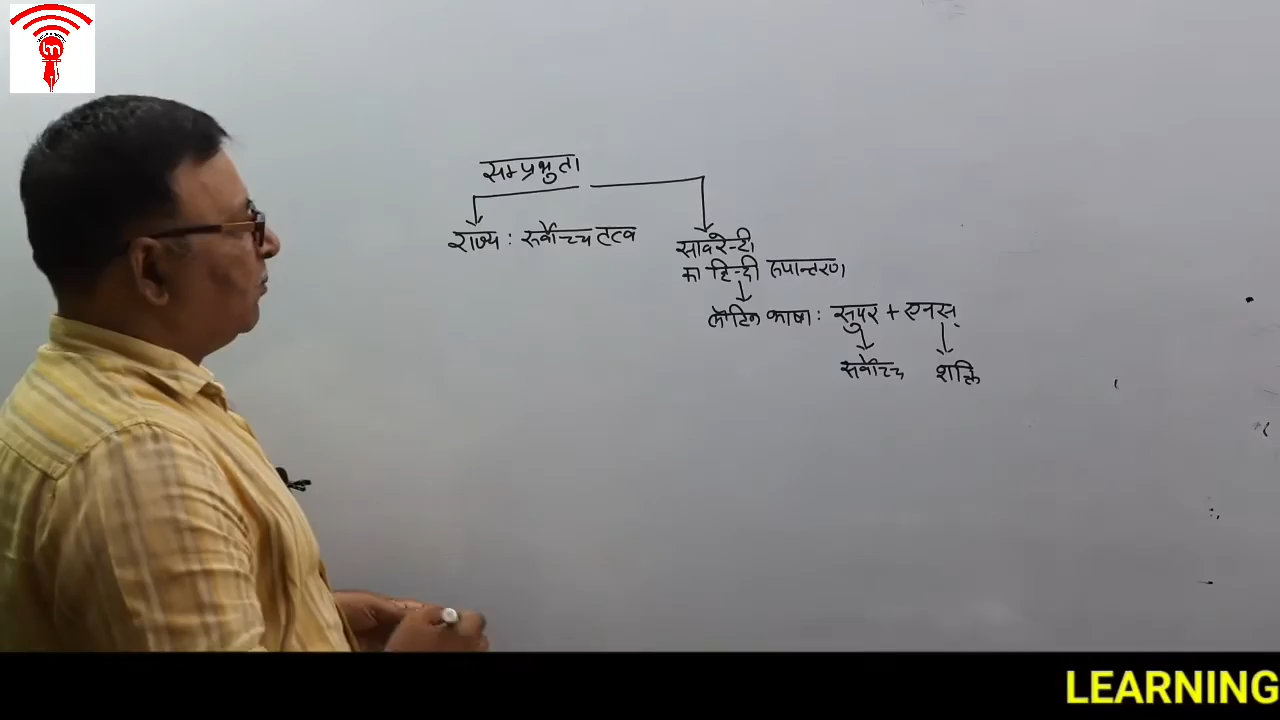 सम्प्रभुता
राज्य : सर्वोच्च तत्व
सावरेन्टी
का हिन्दी रूपान्तरण
लैटिन भाषा : सुपर + एनस्
सर्वोच्च शक्ति
LEARNING